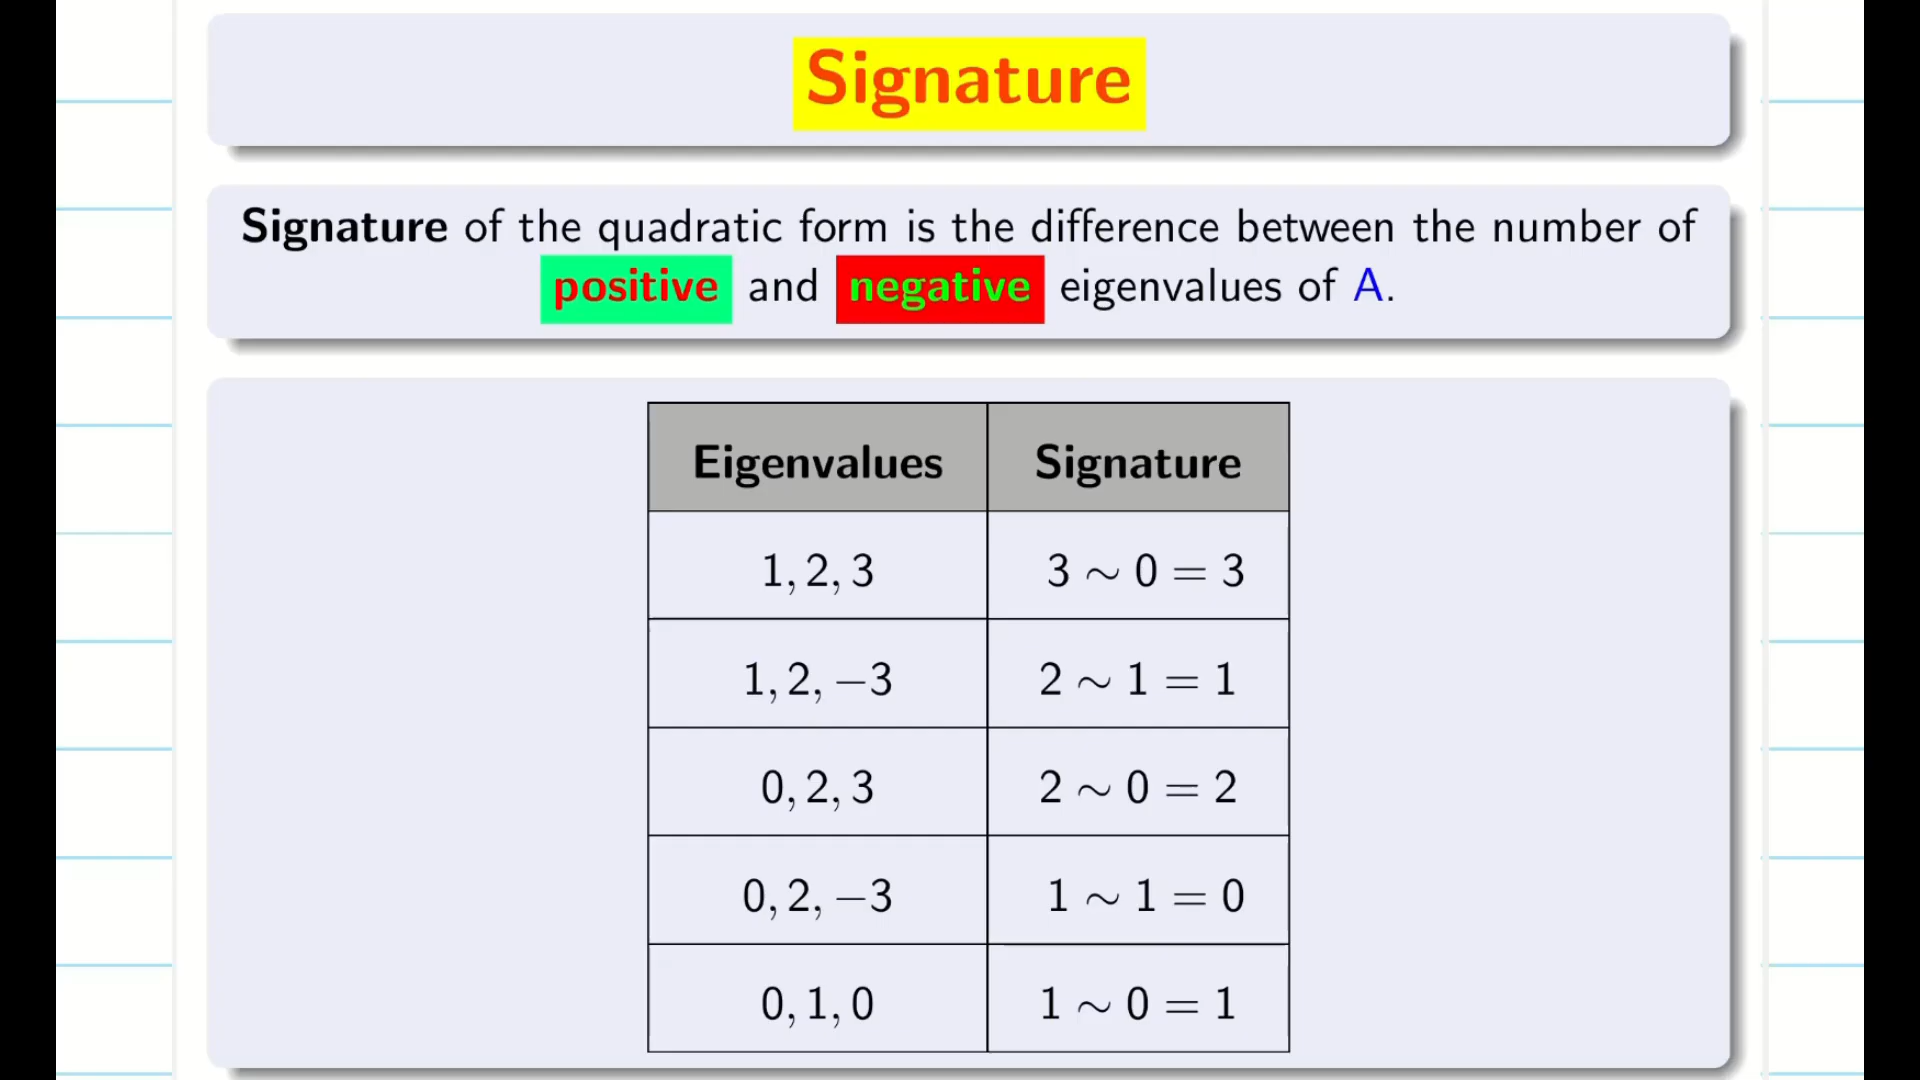 Signature
Signature of the quadratic form is the difference between the number of
positive and negative eigenvalues of A.
Eigenvalues Signature
1, 2, 3 3 ∼ 0 = 3
1, 2, −3 2 ∼ 1 = 1
0, 2, 3 2 ∼ 0 = 2
0, 2, −3 1 ∼ 1 = 0
0, 1, 0 1 ∼ 0 = 1